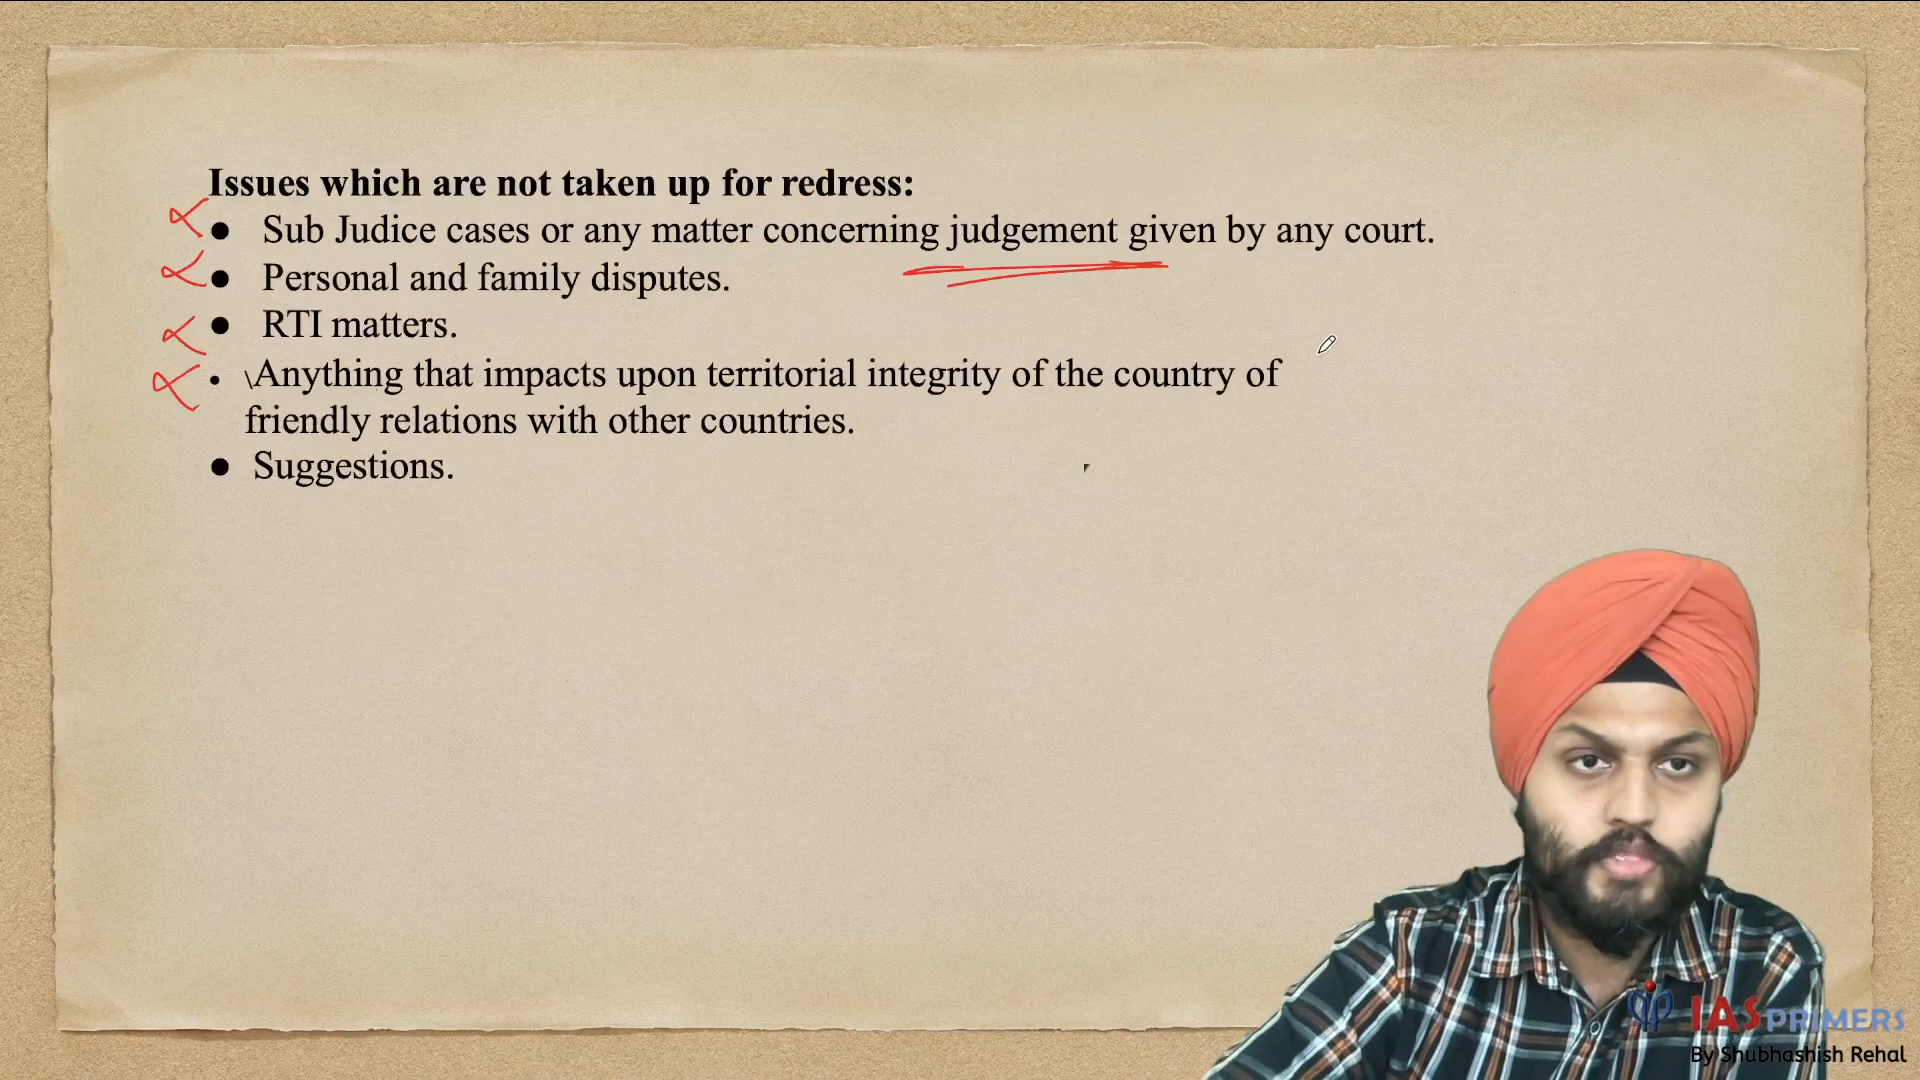 Issues which are not taken up for redress:
● Sub Judice cases or any matter concerning judgement given by any court.
● Personal and family disputes.
● RTI matters.
• \Anything that impacts upon territorial integrity of the country of
friendly relations with other countries.
● Suggestions.
IAS PRIMERS
By Shubhashish Rehal